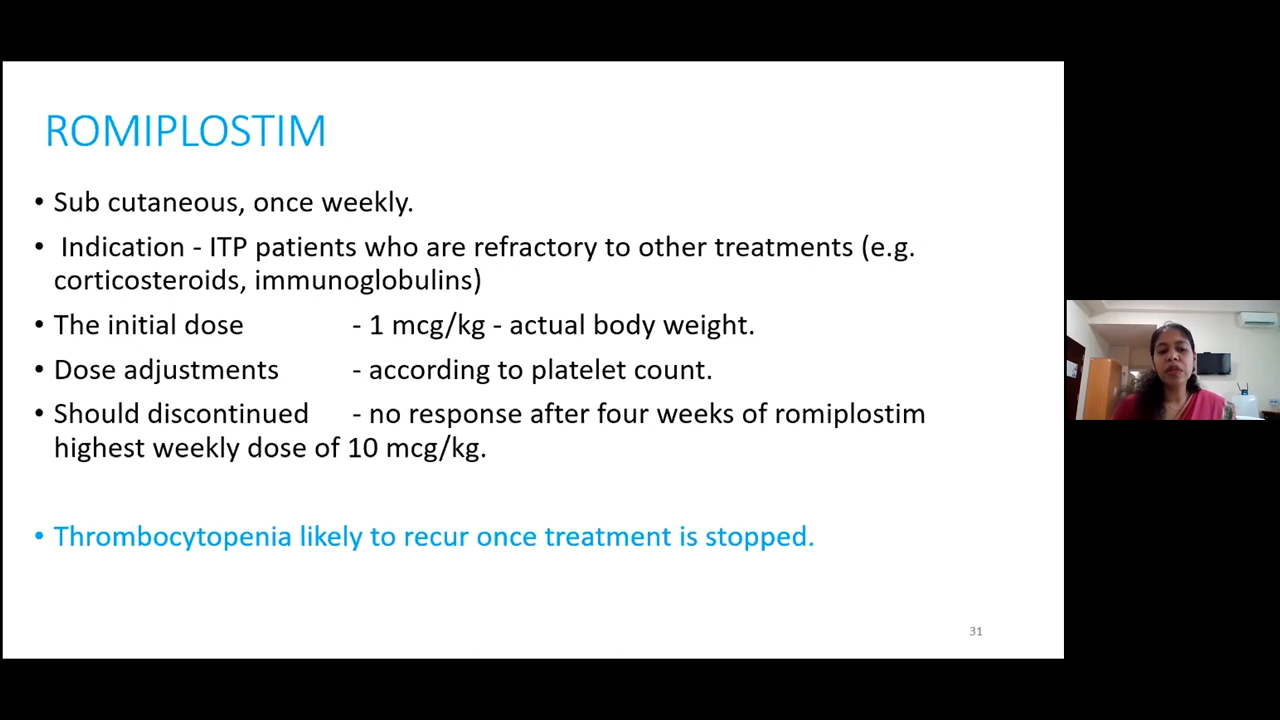 ROMIPLOSTIM
• Sub cutaneous, once weekly.
• Indication - ITP patients who are refractory to other treatments (e.g.
corticosteroids, immunoglobulins)
• The initial dose - 1 mcg/kg - actual body weight.
• Dose adjustments - according to platelet count.
• Should discontinued - no response after four weeks of romiplostim
highest weekly dose of 10 mcg/kg.
• Thrombocytopenia likely to recur once treatment is stopped.
31